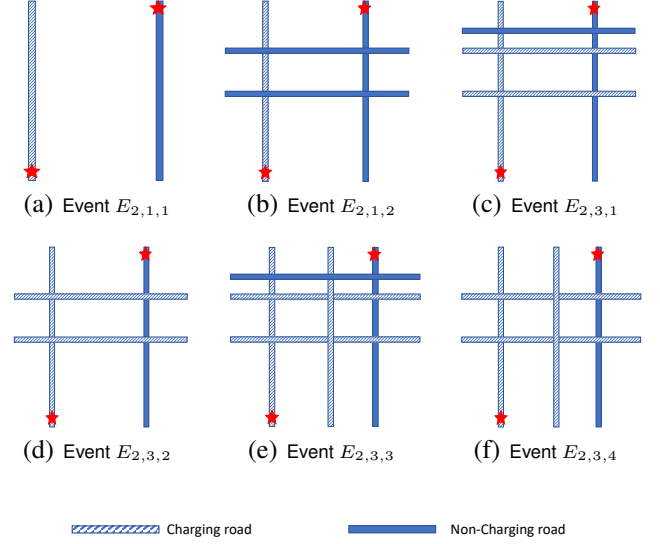 (a) Event E2,1,1
(b) Event E2,1,2
(c) Event E2,3,1
(d) Event E2,3,2
(e) Event E2,3,3
(f) Event E2,3,4
Charging road
Non-Charging road